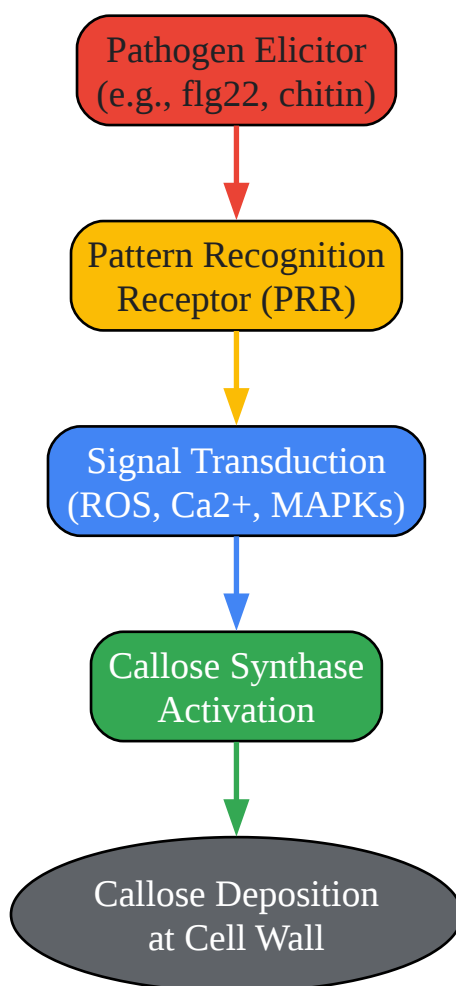 Pathogen Elicitor
(e.g., flg22, chitin)
Pattern Recognition
Receptor (PRR)
Signal Transduction
(ROS, Ca2+, MAPKs)
Callose Synthase
Activation
Callose Deposition
at Cell Wall